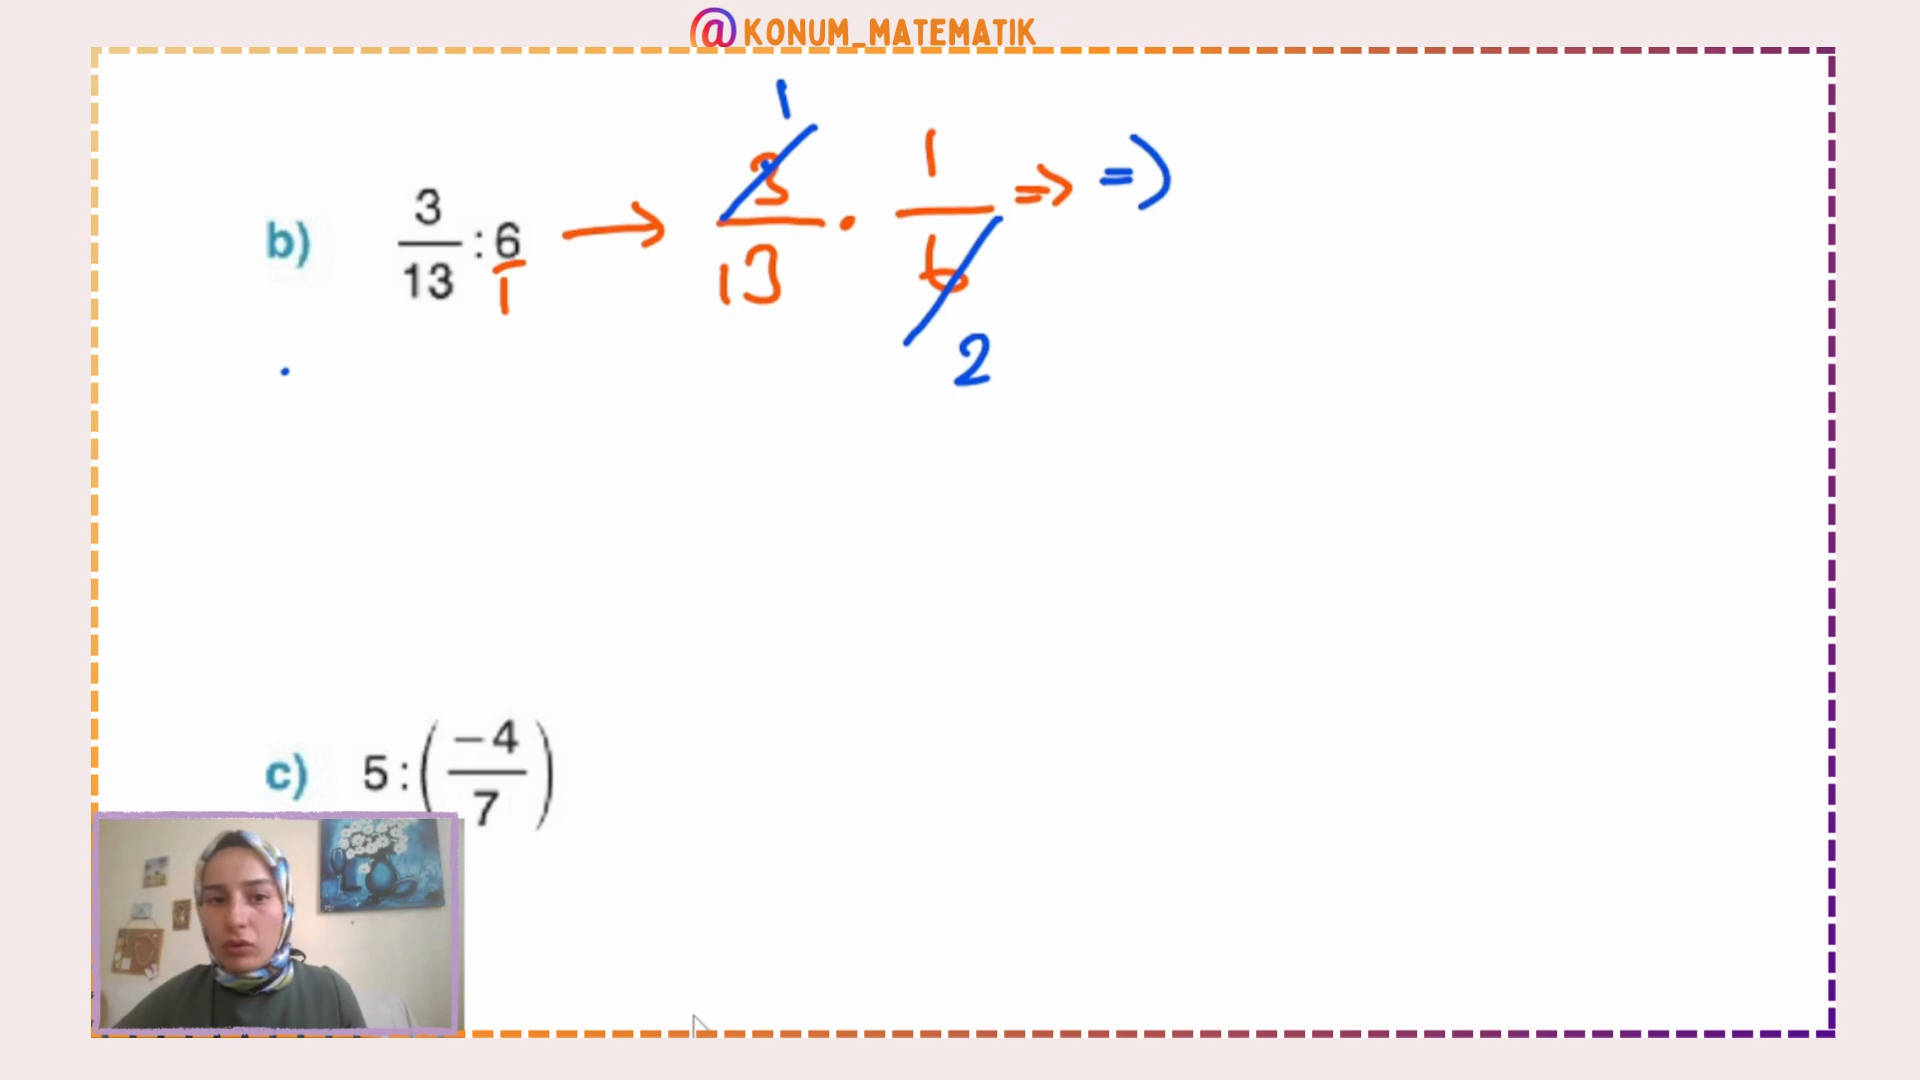 @KONUM_MATEMATIK
b) 3/13 : 6/1 → 3/13 . 1/6 => =)
1
2
c) 5 : (-4/7)